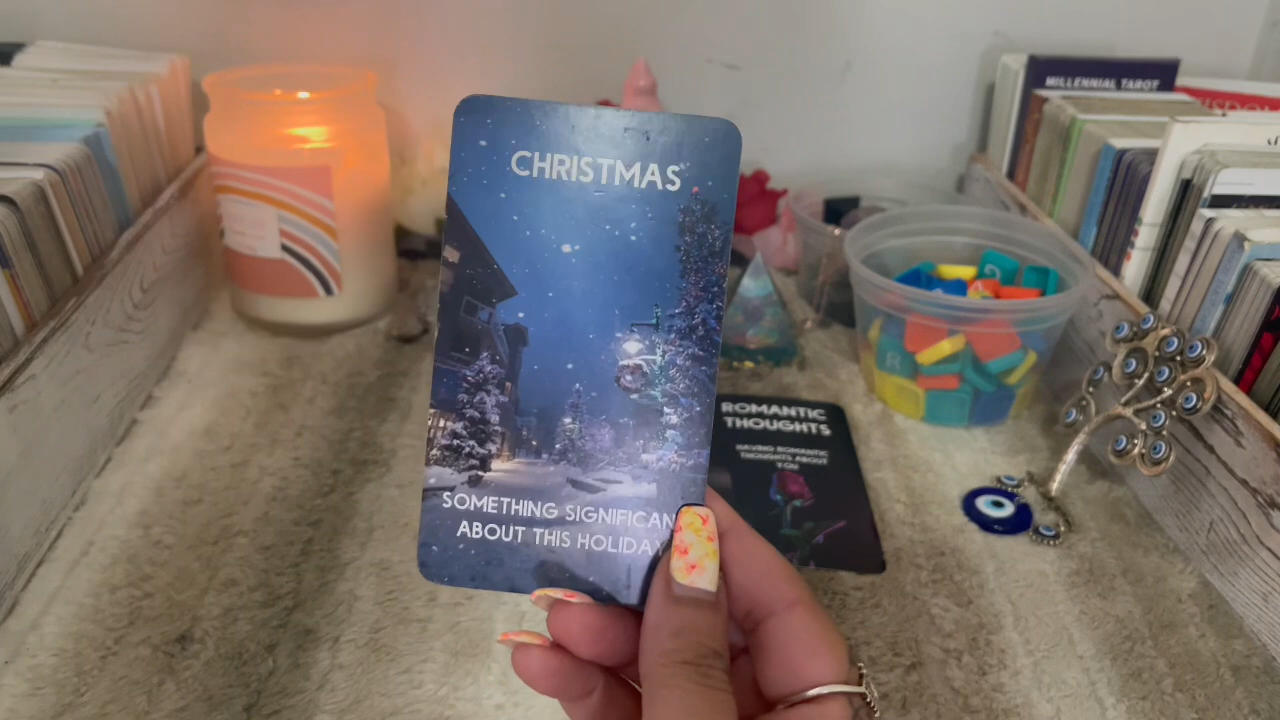 MILLENNIAL TAROT
CHRISTMAS
ROMANTIC
THOUGHTS
HAVING ROMANTIC
THOUGHTS ABOUT
YOU
R
SOMETHING SIGNIFICAN
ABOUT THIS HOLIDAY